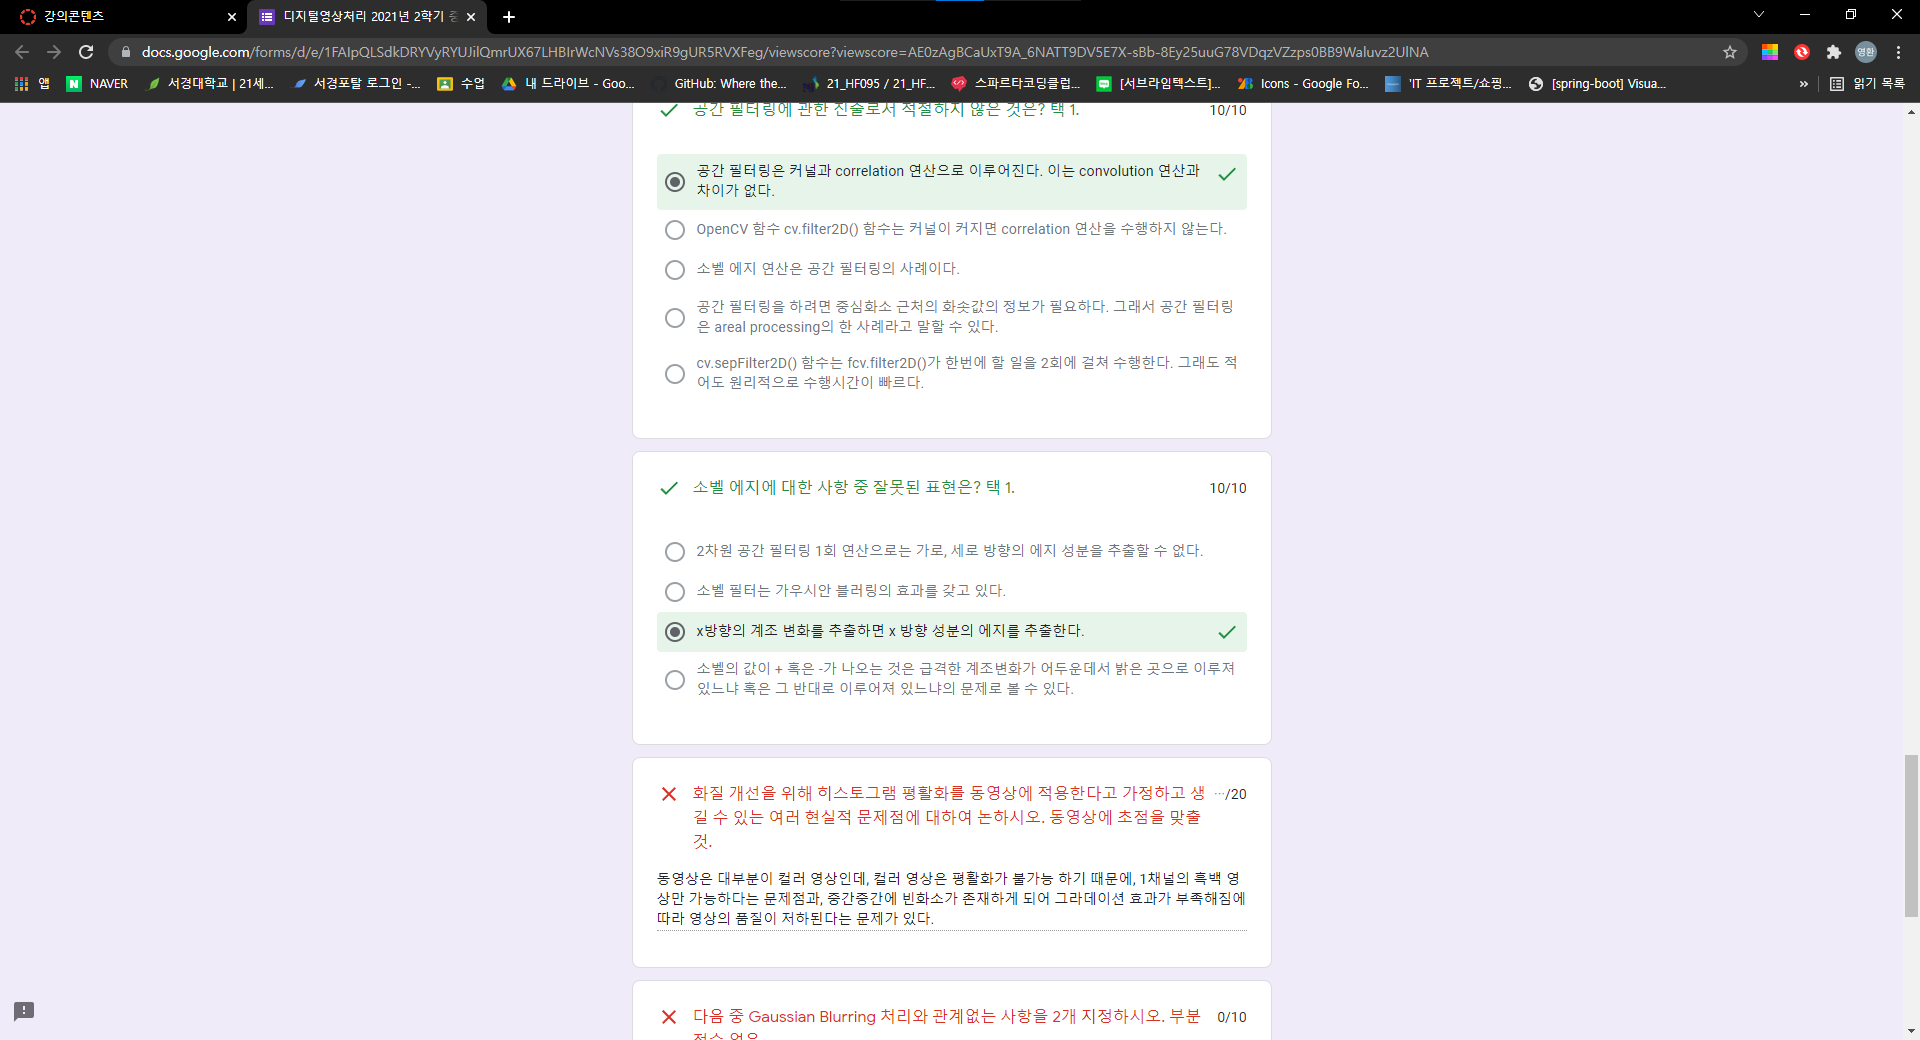 강의콘텐츠
디지털영상처리 2021년 2학기 중
docs.google.com/forms/d/e/1FAIpQLSdkDRYVyRYUJilQmrUX67LHBIrWcNVs38O9xiR9gUR5RVXFeg/viewscore?viewscore=AE0zAgBCaUxT9A_6NATT9DV5E7X-sBb-8Ey25uuG78VDqzVZzps0BB9Waluvz2UlNA
영환
앱
NAVER
서경대학교 | 21세...
서경포탈 로그인 -...
수업
내 드라이브 - Goo...
GitHub: Where the...
21_HF095 / 21_HF...
스파르타코딩클럽...
[서브라임텍스트]...
Icons - Google Fo...
'IT 프로젝트/쇼핑...
[spring-boot] Visua...
»
읽기 목록
공간 필터링에 관한 진술로서 적절하지 않은 것은? 택 1.
10/10
공간 필터링은 커널과 correlation 연산으로 이루어진다. 이는 convolution 연산과
차이가 없다.
OpenCV 함수 cv.filter2D() 함수는 커널이 커지면 correlation 연산을 수행하지 않는다.
소벨 에지 연산은 공간 필터링의 사례이다.
공간 필터링을 하려면 중심화소 근처의 화솟값의 정보가 필요하다. 그래서 공간 필터링
은 areal processing의 한 사례라고 말할 수 있다.
cv.sepFilter2D() 함수는 fcv.filter2D()가 한번에 할 일을 2회에 걸쳐 수행한다. 그래도 적
어도 원리적으로 수행시간이 빠르다.
소벨 에지에 대한 사항 중 잘못된 표현은? 택 1.
10/10
2차원 공간 필터링 1회 연산으로는 가로, 세로 방향의 에지 성분을 추출할 수 없다.
소벨 필터는 가우시안 블러링의 효과를 갖고 있다.
x방향의 계조 변화를 추출하면 x 방향 성분의 에지를 추출한다.
소벨의 값이 + 혹은 -가 나오는 것은 급격한 계조변화가 어두운데서 밝은 곳으로 이루져
있느냐 혹은 그 반대로 이루어져 있느냐의 문제로 볼 수 있다.
화질 개선을 위해 히스토그램 평활화를 동영상에 적용한다고 가정하고 생
⋯/20
길 수 있는 여러 현실적 문제점에 대하여 논하시오. 동영상에 초점을 맞출
것.
동영상은 대부분이 컬러 영상인데, 컬러 영상은 평활화가 불가능 하기 때문에, 1채널의 흑백 영
상만 가능하다는 문제점과, 중간중간에 빈화소가 존재하게 되어 그라데이션 효과가 부족해짐에
따라 영상의 품질이 저하된다는 문제가 있다.
다음 중 Gaussian Blurring 처리와 관계없는 사항을 2개 지정하시오. 부분
0/10
점수 없음